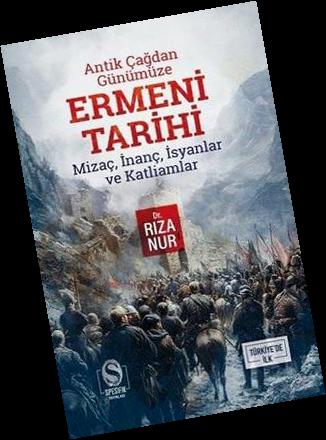 Antik Çağdan
Günümüze
ERMENİ
TARİHİ
Mizaç, İnanç, İsyanlar
ve Katliamlar
Dr.
RIZA
NUR
TÜRKİYE'DE
İLK
S
SPESİFİK
YAYINLARI